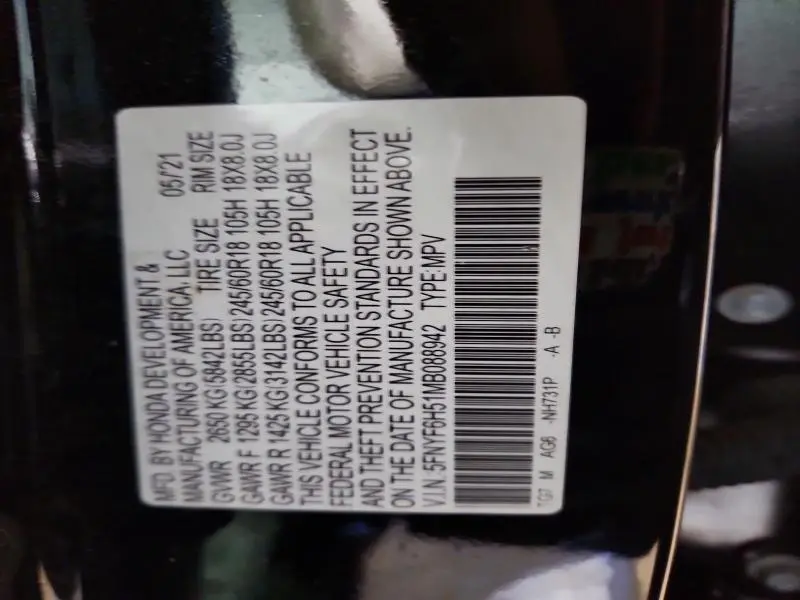 MFD. BY HONDA DEVELOPMENT &
MANUFACTURING OF AMERICA, LLC 05/21
GVWR 2650 KG(5842LBS) TIRE SIZE RIM SIZE
GAWR F 1295 KG(2855LBS) 245/60R18 105H 18X8.0J
GAWR R 1425 KG(3142LBS) 245/60R18 105H 18X8.0J
THIS VEHICLE CONFORMS TO ALL APPLICABLE
FEDERAL MOTOR VEHICLE SAFETY
AND THEFT PREVENTION STANDARDS IN EFFECT
ON THE DATE OF MANUFACTURE SHOWN ABOVE.
V.I.N. 5FNYF6H51MB088942 TYPE:MPV
TG7 M AG6 -NH731P -A -B